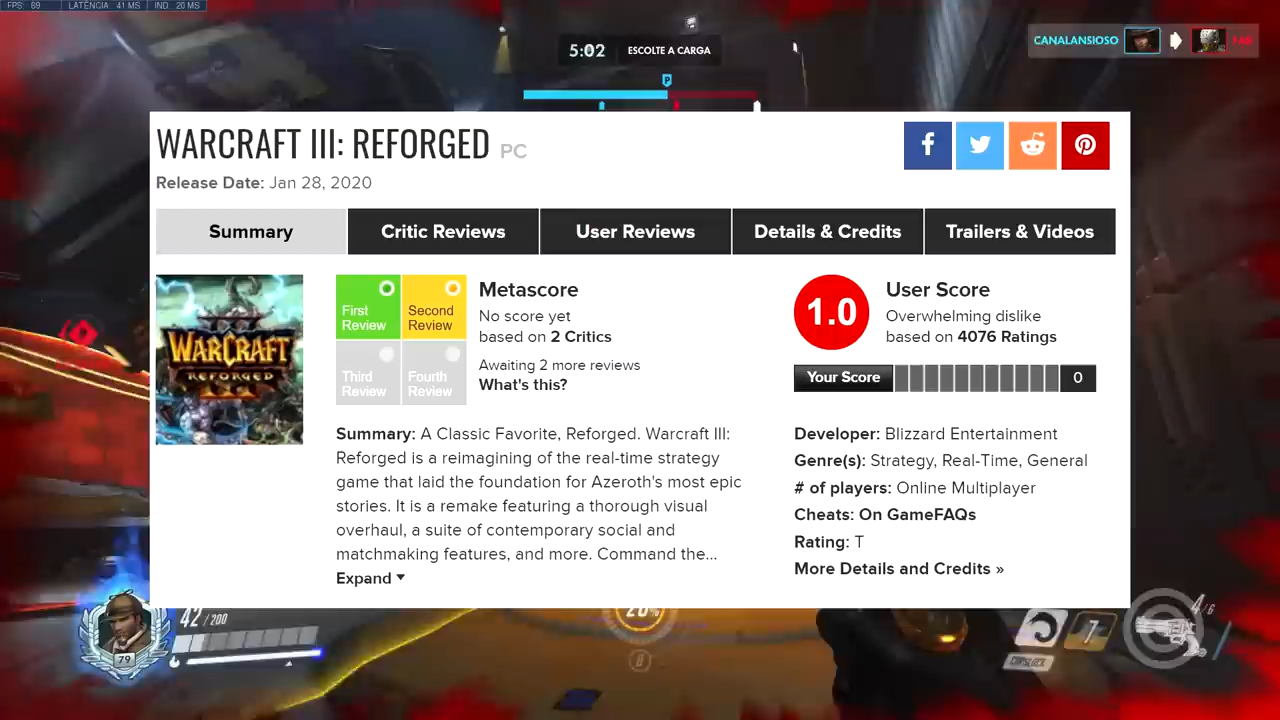 FPS: 69 LATÊNCIA: 41 MS IND: 20 MS
5:02 ESCOLTE A CARGA
CANALANSIOSO
P
WARCRAFT III: REFORGED PC
Release Date: Jan 28, 2020
Summary Critic Reviews User Reviews Details & Credits Trailers & Videos
WARCRAFT
REFORGED
III
First
Review
Second
Review
Third
Review
Fourth
Review
Metascore
No score yet
based on 2 Critics
Awaiting 2 more reviews
What's this?
1.0
User Score
Overwhelming dislike
based on 4076 Ratings
Your Score 0
Summary: A Classic Favorite, Reforged. Warcraft III:
Reforged is a reimagining of the real-time strategy
game that laid the foundation for Azeroth's most epic
stories. It is a remake featuring a thorough visual
overhaul, a suite of contemporary social and
matchmaking features, and more. Command the...
Expand
Developer: Blizzard Entertainment
Genre(s): Strategy, Real-Time, General
# of players: Online Multiplayer
Cheats: On GameFAQs
Rating: T
More Details and Credits »
42/200
79
4/6